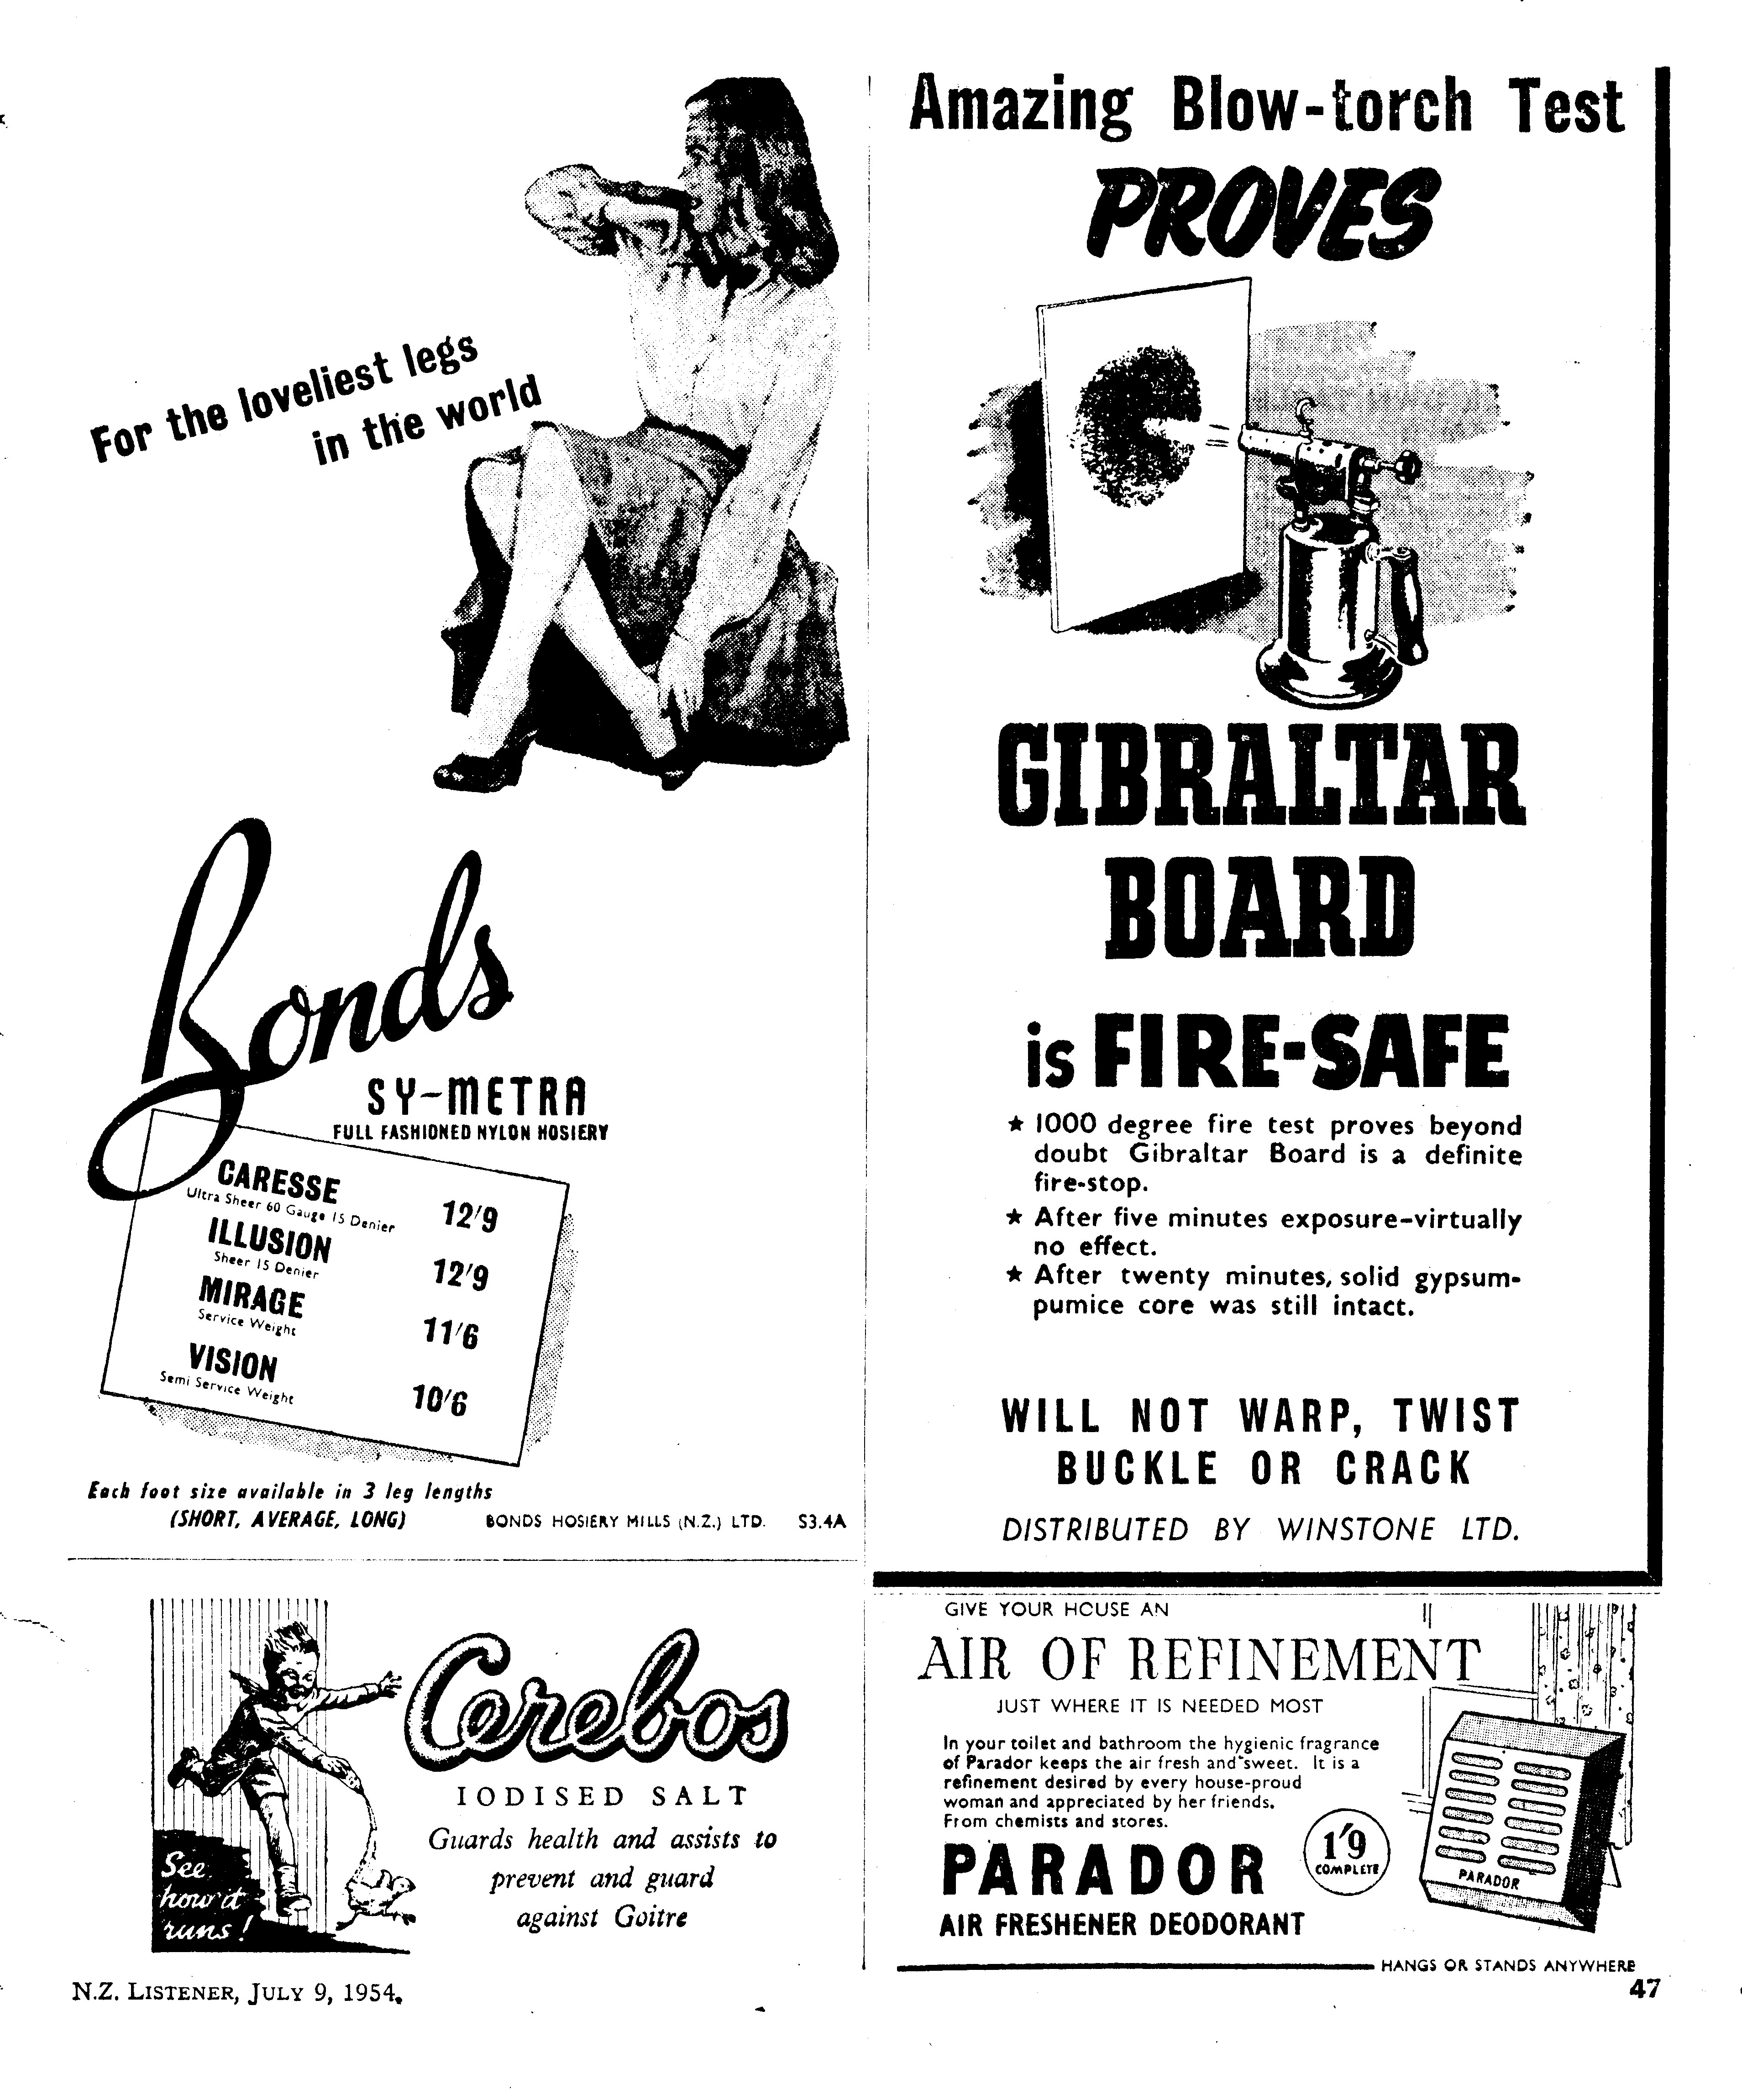 For the loveliest legs
in the world
Bonds
SY-METRA
FULL FASHIONED NYLON HOSIERY
CARESSE
Ultra Sheer 60 Gauge 15 Denier
12'9
ILLUSION
Sheer 15 Denier
12'9
MIRAGE
Service Weight
11'6
VISION
Semi Service Weight
10'6
Each foot size available in 3 leg lengths
(SHORT, AVERAGE, LONG)
BONDS HOSIERY MILLS (N.Z.) LTD. S3.4A
Amazing Blow-torch Test
PROVES
GIBRALTAR
BOARD
is FIRE-SAFE
★ 1000 degree fire test proves beyond
doubt Gibraltar Board is a definite
fire-stop.
★ After five minutes exposure-virtually
no effect.
★ After twenty minutes, solid gypsum-
pumice core was still intact.
WILL NOT WARP, TWIST
BUCKLE OR CRACK
DISTRIBUTED BY WINSTONE LTD.
See
how it
runs!
Cerebos
IODISED SALT
Guards health and assists to
prevent and guard
against Goitre
GIVE YOUR HOUSE AN
AIR OF REFINEMENT
JUST WHERE IT IS NEEDED MOST
In your toilet and bathroom the hygienic fragrance
of Parador keeps the air fresh and sweet. It is a
refinement desired by every house-proud
woman and appreciated by her friends.
From chemists and stores.
PARADOR
1'9
COMPLETE
PARADOR
AIR FRESHENER DEODORANT
HANGS OR STANDS ANYWHERE
N.Z. LISTENER, JULY 9, 1954.
47